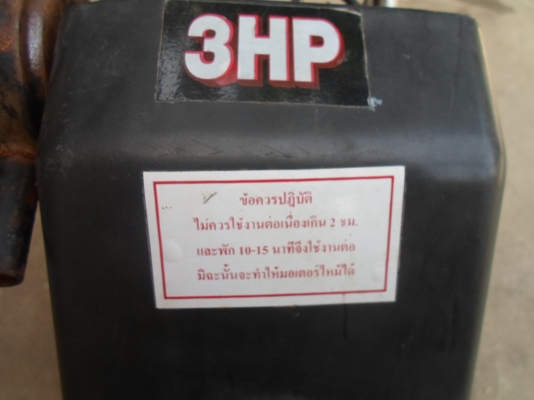 3HP
ข้อควรปฎิบัติ
ไม่ควรใช้งานต่อเนื่องเกิน 2 ชม.
และพัก 10-15 นาทีจึงใช้งานต่อ
มิฉะนั้นจะทำให้มอเตอร์ไหม้ได้